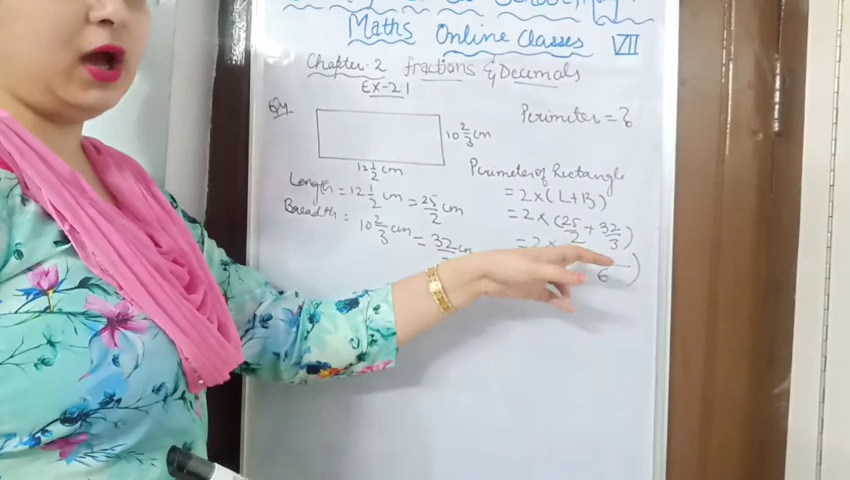 Maths Online Classes VII
Chapter-2 fractions & Decimals
Ex-2.1
Q4
10 2/3 cm
12 1/2 cm
Perimeter = ?
Length = 12 1/2 cm = 25/2 cm
Breadth = 10 2/3 cm = 32
Perimeter of Rectangle
= 2×(L+B)
= 2×(25/2 + 32/3)
= 2×
6)